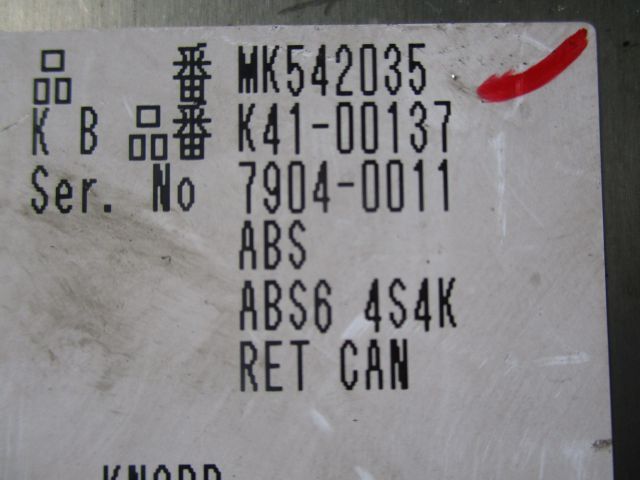 品 番 MK542035
K B 品番 K41-00137
Ser. No 7904-0011
ABS
ABS6 4S4K
RET CAN